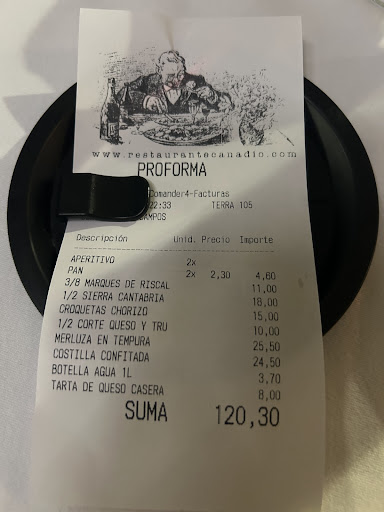 www.restaurantecanadio.com
PROFORMA
Comander4-Facturas
22:33 TERRA 105
CAMPOS
Descripción Unid. Precio Importe
APERITIVO 2x
PAN 2x 2,30 4,60
3/8 MARQUES DE RISCAL 11,00
1/2 SIERRA CANTABRIA 18,00
CROQUETAS CHORIZO 15,00
1/2 CORTE QUESO Y TRU 10,00
MERLUZA EN TEMPURA 25,50
COSTILLA CONFITADA 24,50
BOTELLA AGUA 1L 3,70
TARTA DE QUESO CASERA 8,00
SUMA 120,30